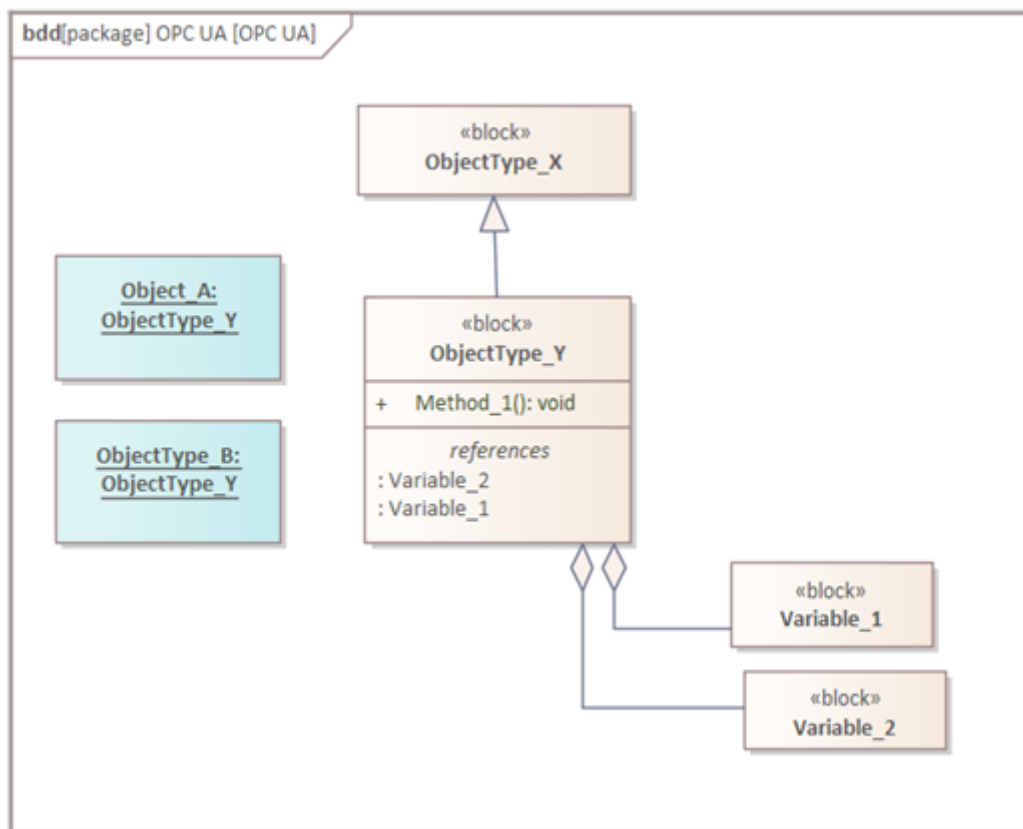 bdd[package] OPC UA [OPC UA]
«block»
ObjectType_X
Object_A:
ObjectType_Y
ObjectType_B:
ObjectType_Y
«block»
ObjectType_Y
+ Method_1(): void
references
: Variable_2
: Variable_1
«block»
Variable_1
«block»
Variable_2